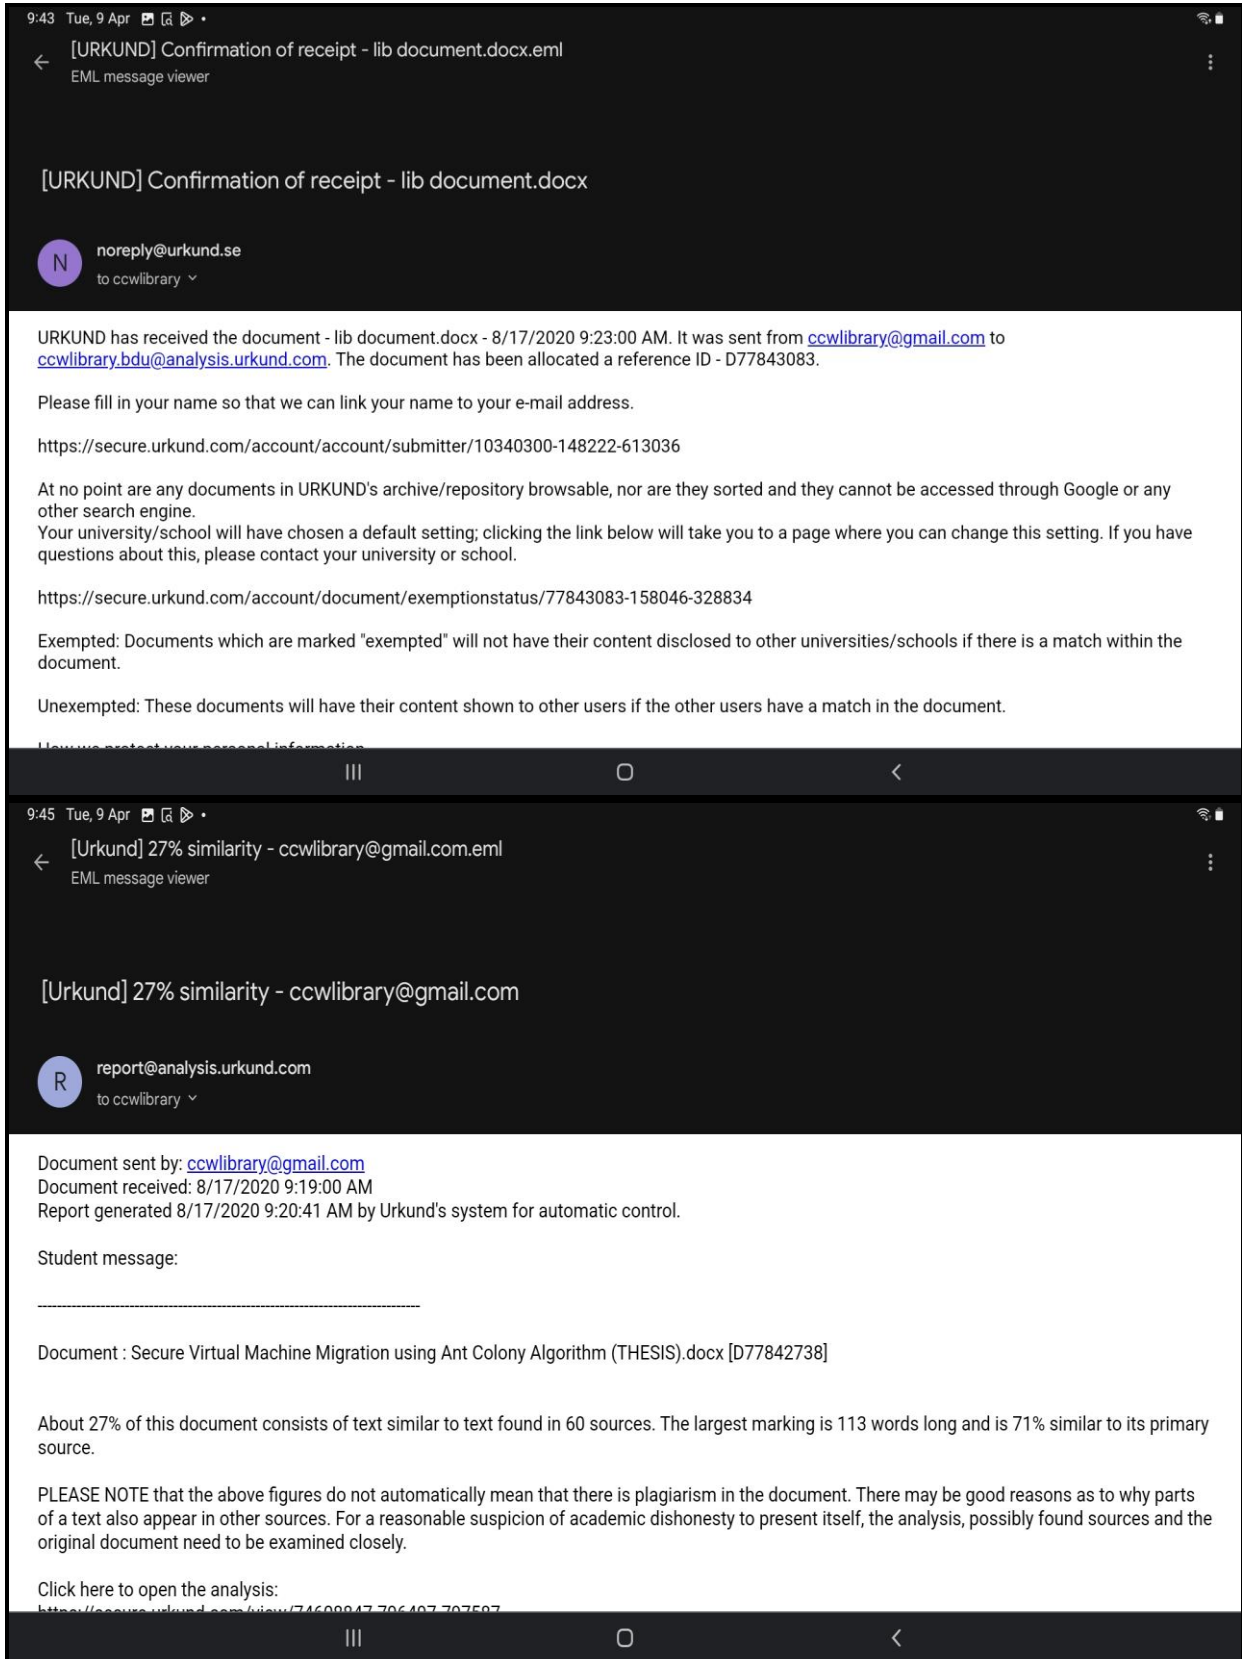 9:43 Tue, 9 Apr
[URKUND] Confirmation of receipt - lib document.docx.eml
EML message viewer
[URKUND] Confirmation of receipt - lib document.docx
N
noreply@urkund.se
to ccwlibrary
URKUND has received the document - lib document.docx - 8/17/2020 9:23:00 AM. It was sent from ccwlibrary@gmail.com to
ccwlibrary.bdu@analysis.urkund.com. The document has been allocated a reference ID - D77843083.
Please fill in your name so that we can link your name to your e-mail address.
https://secure.urkund.com/account/account/submitter/10340300-148222-613036
At no point are any documents in URKUND's archive/repository browsable, nor are they sorted and they cannot be accessed through Google or any
other search engine.
Your university/school will have chosen a default setting; clicking the link below will take you to a page where you can change this setting. If you have
questions about this, please contact your university or school.
https://secure.urkund.com/account/document/exemptionstatus/77843083-158046-328834
Exempted: Documents which are marked "exempted" will not have their content disclosed to other universities/schools if there is a match within the
document.
Unexempted: These documents will have their content shown to other users if the other users have a match in the document.
How we protect your personal information
9:45 Tue, 9 Apr
[Urkund] 27% similarity - ccwlibrary@gmail.com.eml
EML message viewer
[Urkund] 27% similarity - ccwlibrary@gmail.com
R
report@analysis.urkund.com
to ccwlibrary
Document sent by: ccwlibrary@gmail.com
Document received: 8/17/2020 9:19:00 AM
Report generated 8/17/2020 9:20:41 AM by Urkund's system for automatic control.
Student message:
--------------------------------------------------------------------------------
Document : Secure Virtual Machine Migration using Ant Colony Algorithm (THESIS).docx [D77842738]
About 27% of this document consists of text similar to text found in 60 sources. The largest marking is 113 words long and is 71% similar to its primary
source.
PLEASE NOTE that the above figures do not automatically mean that there is plagiarism in the document. There may be good reasons as to why parts
of a text also appear in other sources. For a reasonable suspicion of academic dishonesty to present itself, the analysis, possibly found sources and the
original document need to be examined closely.
Click here to open the analysis: